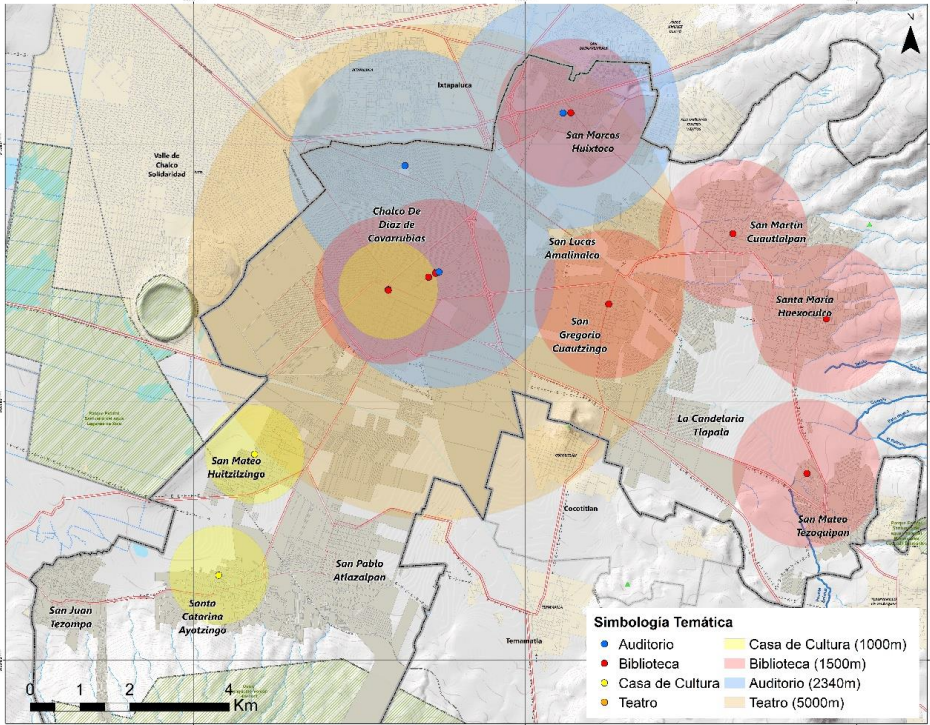 Ixtapaluca
San Marcos
Huixtoco
Valle de
Chalco
Solidaridad
Chalco De
Díaz de
Covarrubias
San Lucas
Amalinalco
San Martín
Cuautlalpan
Santa María
Huexoculco
San
Gregorio
Cuautzingo
La Candelaria
Tlapala
San Mateo
Huitzilzingo
Cocotitlan
San Mateo
Tezoquipan
San Pablo
Atlazalpan
San Juan
Tezompa
Santa
Catarina
Ayotzingo
Temamatla
Simbología Temática
Auditorio
Biblioteca
Casa de Cultura
Teatro
Casa de Cultura (1000m)
Biblioteca (1500m)
Auditorio (2340m)
Teatro (5000m)
0 1 2 4
Km